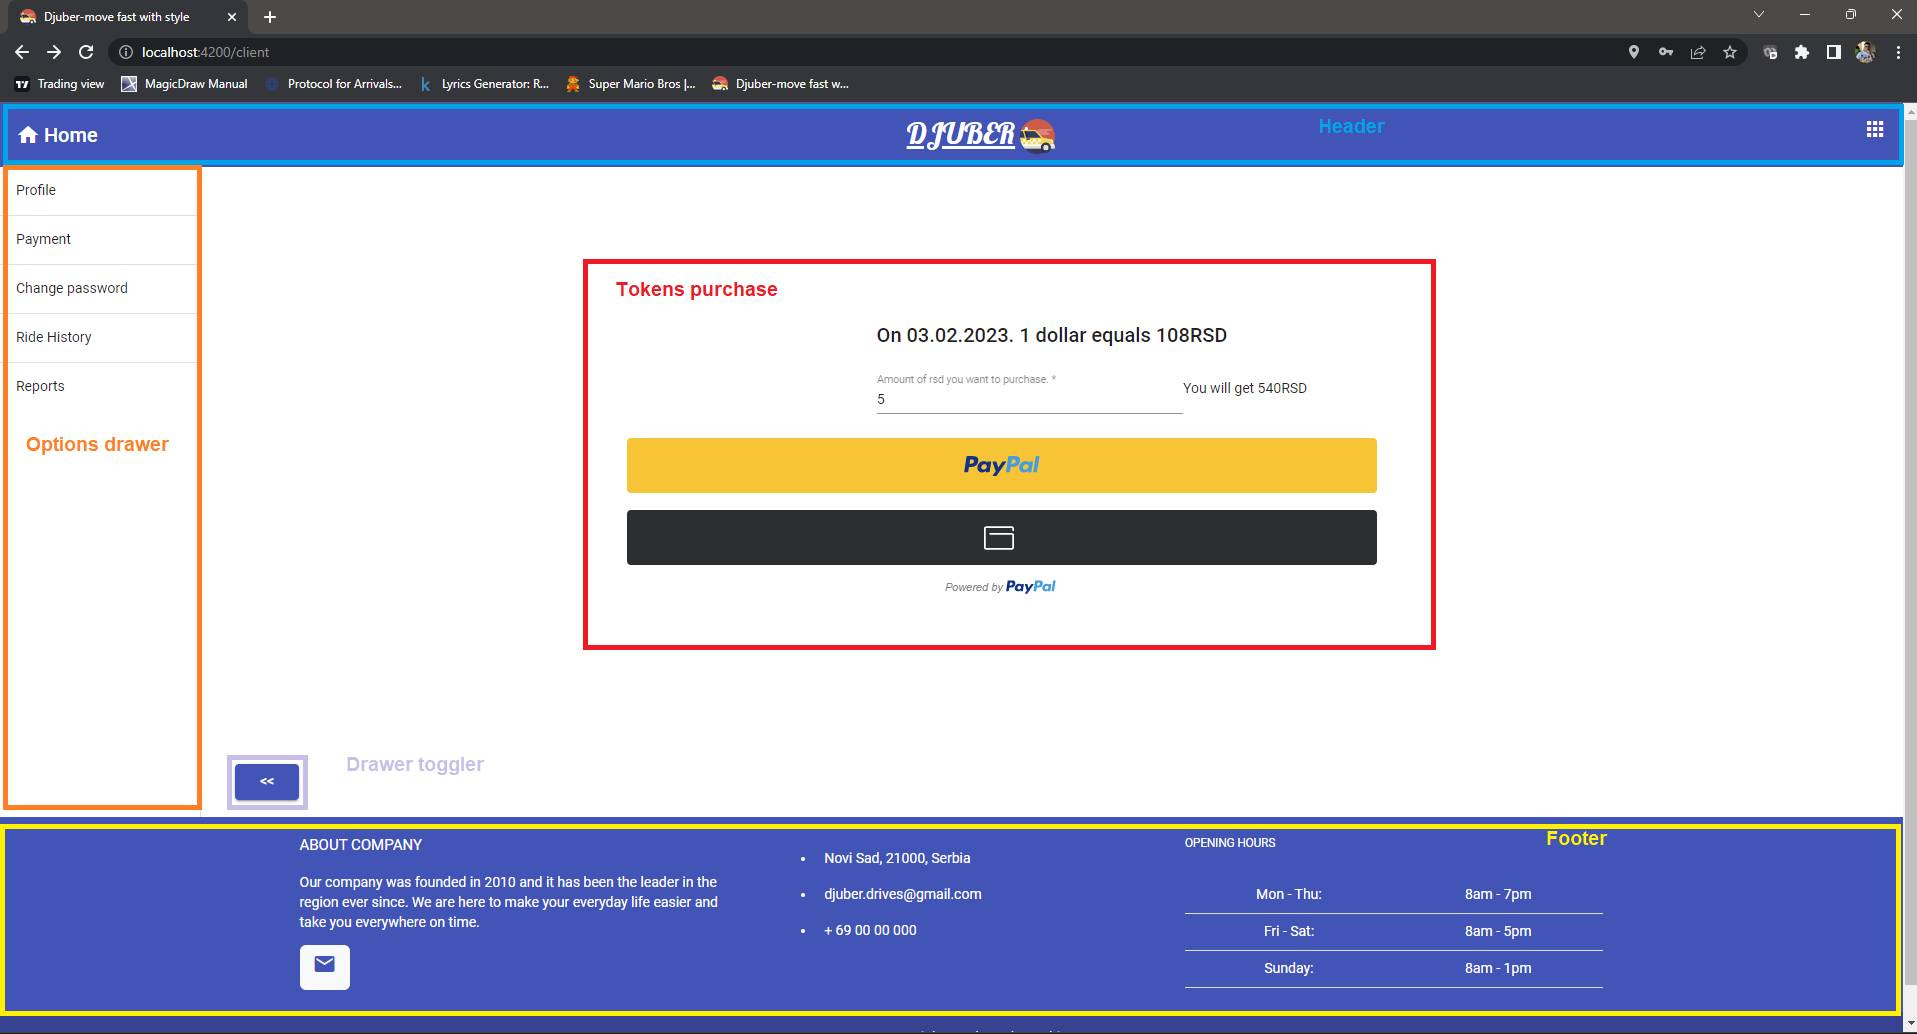 Djuber-move fast with style
localhost:4200/client
Trading view
MagicDraw Manual
Protocol for Arrivals...
Lyrics Generator: R...
Super Mario Bros |...
Djuber-move fast w...
Home
DJUBER
Header
Profile
Payment
Change password
Ride History
Reports
Options drawer
Tokens purchase
On 03.02.2023. 1 dollar equals 108RSD
Amount of rsd you want to purchase. *
5
You will get 540RSD
PayPal
Powered by PayPal
<<
Drawer toggler
Footer
ABOUT COMPANY
Our company was founded in 2010 and it has been the leader in the
region ever since. We are here to make your everyday life easier and
take you everywhere on time.
Novi Sad, 21000, Serbia
djuber.drives@gmail.com
+ 69 00 00 000
OPENING HOURS
Mon - Thu: 8am - 7pm
Fri - Sat: 8am - 5pm
Sunday: 8am - 1pm